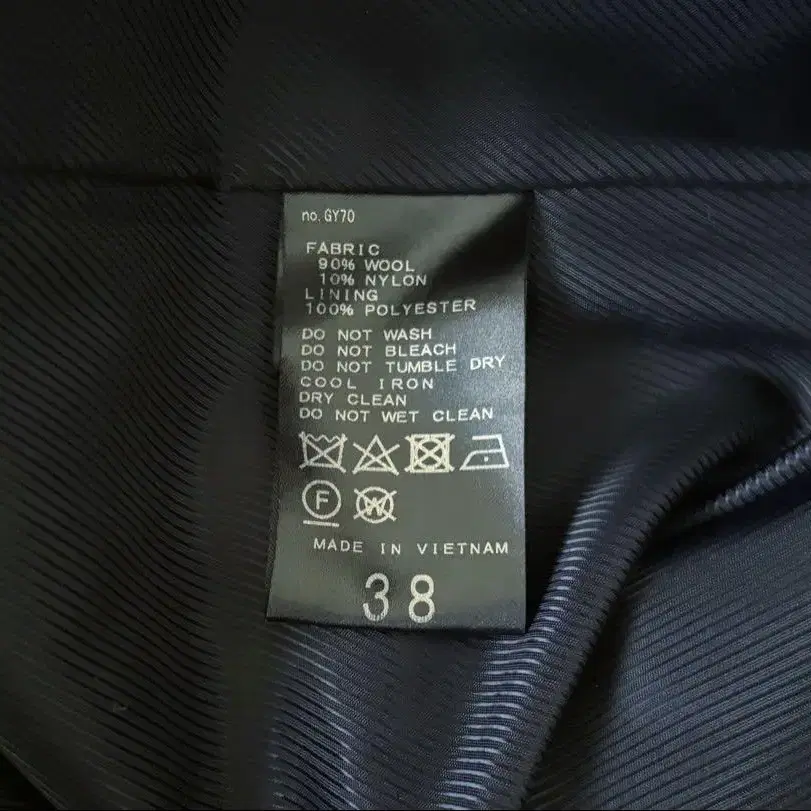 no. GY70
FABRIC
90% WOOL
10% NYLON
LINING
100% POLYESTER
DO NOT WASH
DO NOT BLEACH
DO NOT TUMBLE DRY
COOL IRON
DRY CLEAN
DO NOT WET CLEAN
F W
MADE IN VIETNAM
38